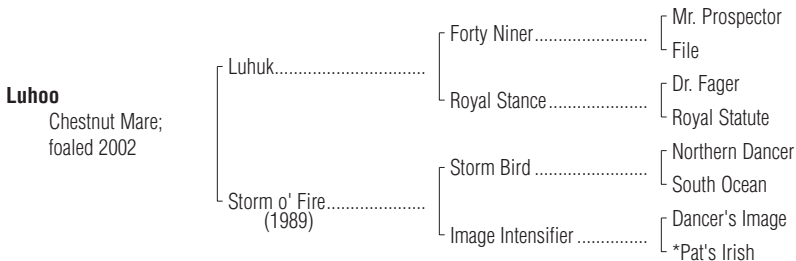 Mr. Prospector
Forty Niner..........................
File
Luhuk...............................
Dr. Fager
Royal Stance.....................
Royal Statute
Luhoo
Chestnut Mare;
foaled 2002
Northern Dancer
Storm Bird .......................
South Ocean
Storm o' Fire.....................
(1989)
Dancer's Image
Image Intensifier ...............
*Pat's Irish